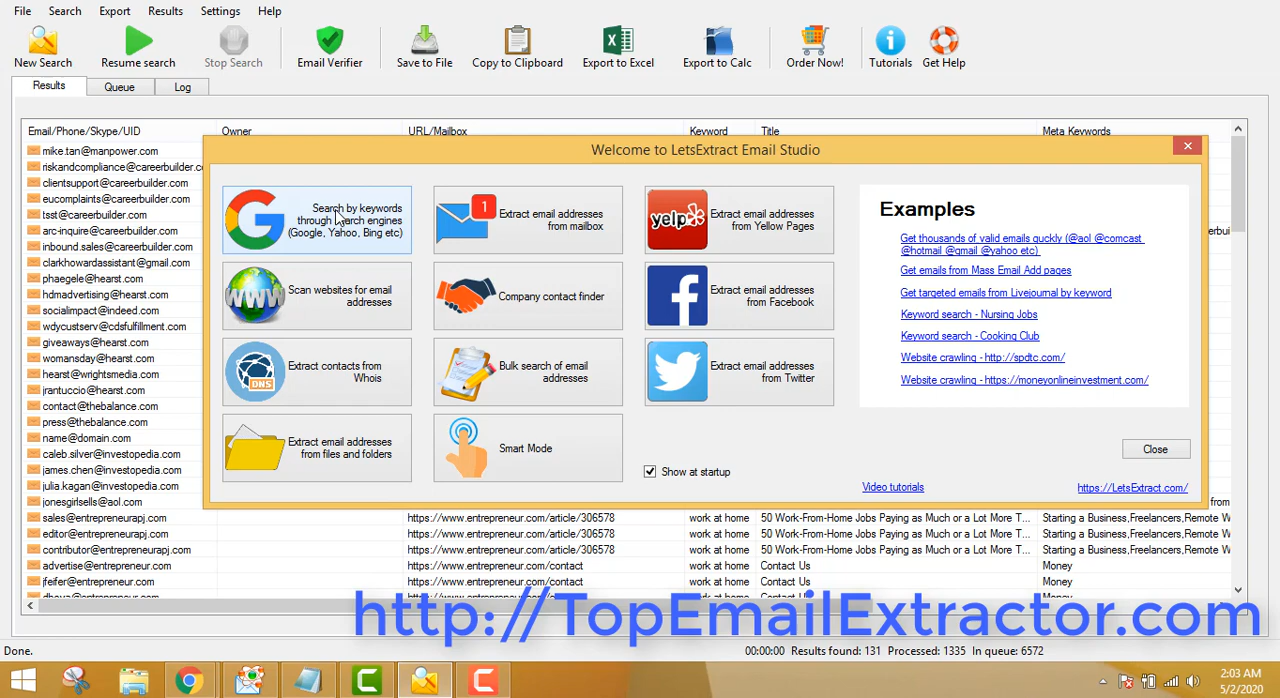 File Search Export Results Settings Help
New Search Resume search Stop Search Email Verifier Save to File Copy to Clipboard Export to Excel Export to Calc Order Now! Tutorials Get Help
Results Queue Log
Email/Phone/Skype/UID Owner URL/Mailbox Keyword Title Meta Keywords
Welcome to LetsExtract Email Studio
mike.tan@manpower.com
riskandcompliance@careerbuilder.c
clientsupport@careerbuilder.com
eucomplaints@careerbuilder.com
tsst@careerbuilder.com
arc-inquire@careerbuilder.com
inbound.sales@careerbuilder.com
clarkhowardassistant@gmail.com
phaegele@hearst.com
hdmadvertising@hearst.com
socialimpact@indeed.com
wdycustserv@cdsfulfillment.com
giveaways@hearst.com
womansday@hearst.com
hearst@wrightsmedia.com
jrantuccio@hearst.com
contact@thebalance.com
press@thebalance.com
name@domain.com
caleb.silver@investopedia.com
james.chen@investopedia.com
julia.kagan@investopedia.com
jonesgirlsells@aol.com
Search by keywords
through search engines
(Google, Yahoo, Bing etc)
Scan websites for email
addresses
WWW
Extract contacts from
Whois
DNS
Extract email addresses
from files and folders
1
Extract email addresses
from mailbox
Company contact finder
Bulk search of email
addresses
Smart Mode
yelp
Extract email addresses
from Yellow Pages
Extract email addresses
from Facebook
Extract email addresses
from Twitter
Show at startup
Examples
Get thousands of valid emails quckly (@aol @comcast
@hotmail @gmail @yahoo etc)
Get emails from Mass Email Add pages
Get targeted emails from Livejournal by keyword
Keyword search - Nursing Jobs
Keyword search - Cooking Club
Website crawling - http://spdtc.com/
Website crawling - https://moneyonlineinvestment.com/
Close
Video tutorials https://LetsExtract.com/
from
sales@entrepreneurapj.com https://www.entrepreneur.com/article/306578 work at home 50 Work-From-Home Jobs Paying as Much or a Lot More T... Starting a Business,Freelancers,Remote W
editor@entrepreneurapj.com https://www.entrepreneur.com/article/306578 work at home 50 Work-From-Home Jobs Paying as Much or a Lot More T... Starting a Business,Freelancers,Remote W
contributor@entrepreneurapj.com https://www.entrepreneur.com/article/306578 work at home 50 Work-From-Home Jobs Paying as Much or a Lot More T... Starting a Business,Freelancers,Remote W
advertise@entrepreneur.com https://www.entrepreneur.com/contact work at home Contact Us Money
jfeifer@entrepreneur.com https://www.entrepreneur.com/contact work at home Contact Us Money
http://TopEmailExtractor.com
Done. 00:00:00 Results found: 131 Processed: 1335 In queue: 6572
2:03 AM
5/2/2020